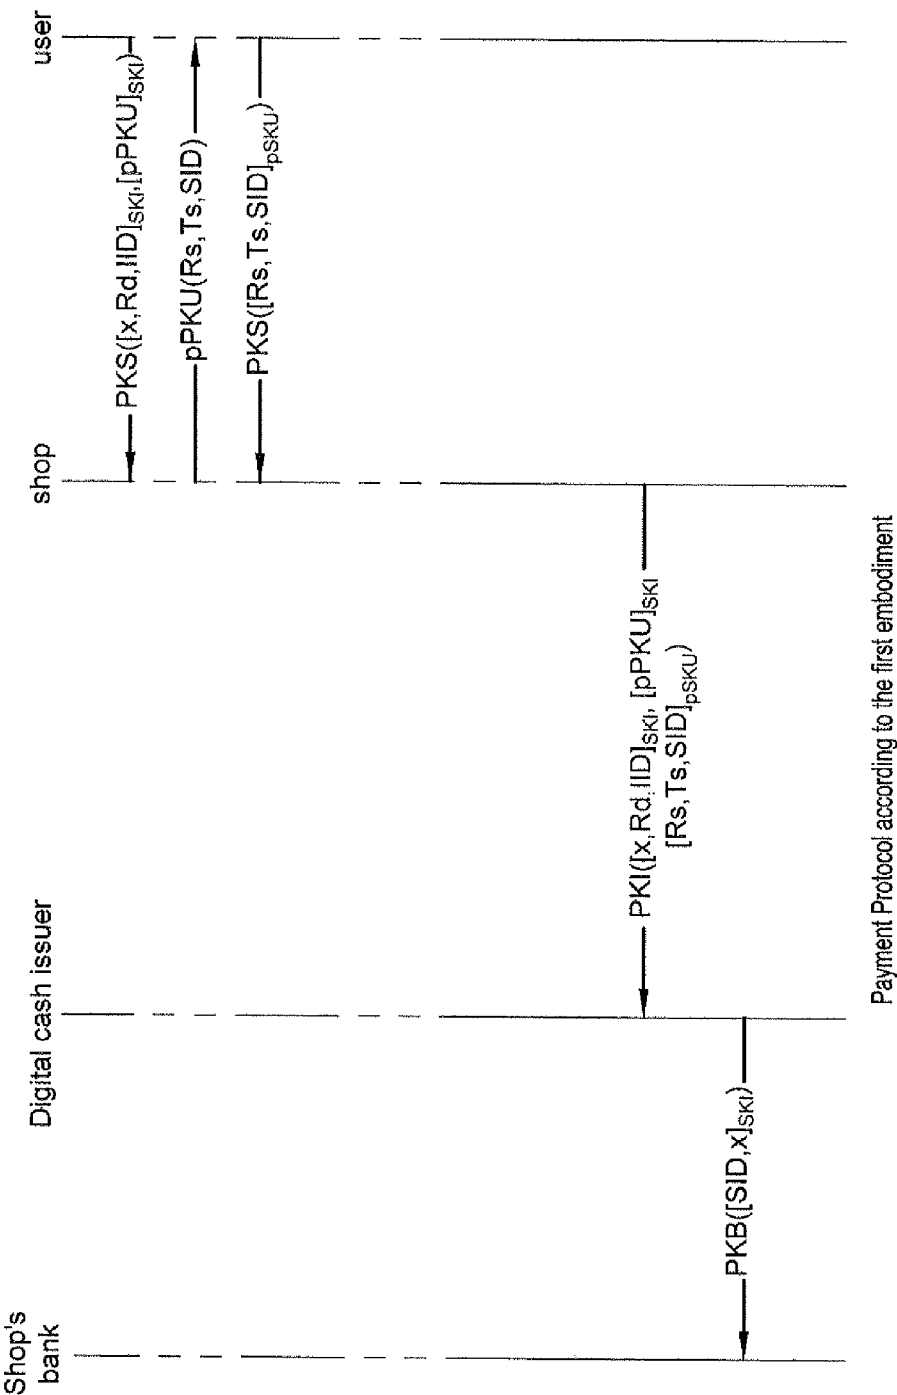 Shop's
bank
Digital cash issuer
shop
user
PKS([x,Rd,IID]SKI,[pPKU]SKI)
pPKU(Rs,Ts,SID)
PKS([Rs,Ts,SID]pSKU)
PKI([x,Rd,IID]SKI, [pPKU]SKI
[Rs,Ts,SID]pSKU)
PKB([SID,x]SKI)
Payment Protocol according to the first embodiment